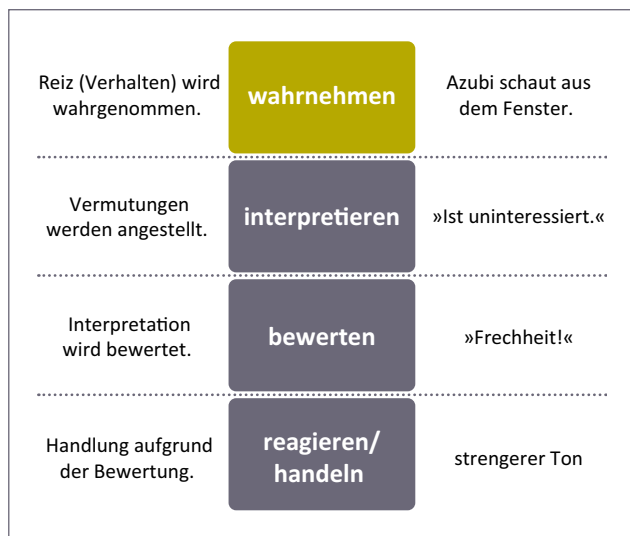 Reiz (Verhalten) wird
wahrgenommen.
wahrnehmen
Azubi schaut aus
dem Fenster.
Vermutungen
werden angestellt.
interpretieren
»Ist uninteressiert.«
Interpretation
wird bewertet.
bewerten
»Frechheit!«
Handlung aufgrund
der Bewertung.
reagieren/
handeln
strengerer Ton